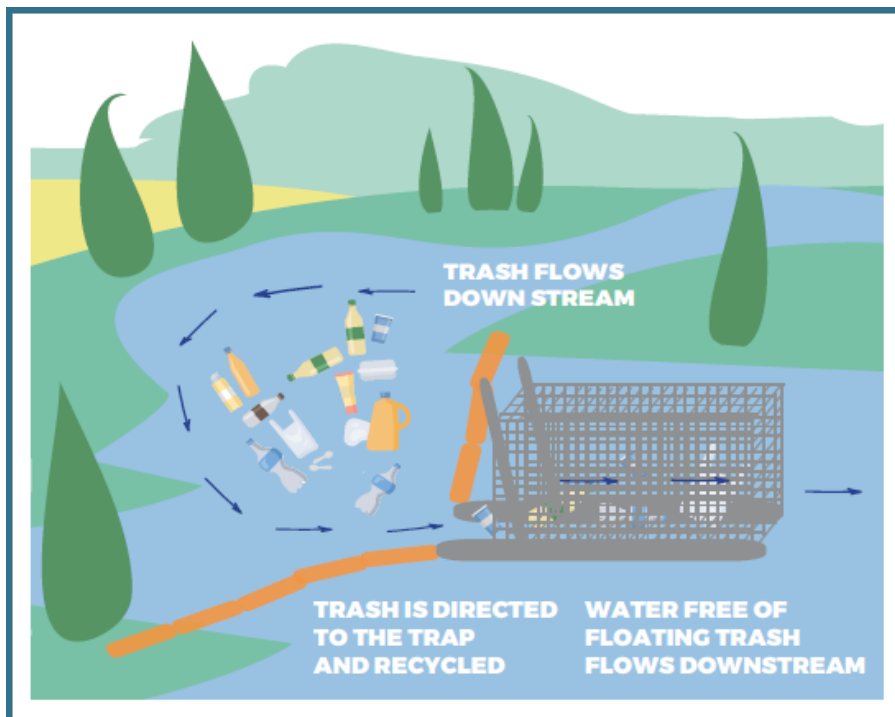 TRASH FLOWS
DOWN STREAM
TRASH IS DIRECTED
TO THE TRAP
AND RECYCLED
WATER FREE OF
FLOATING TRASH
FLOWS DOWNSTREAM